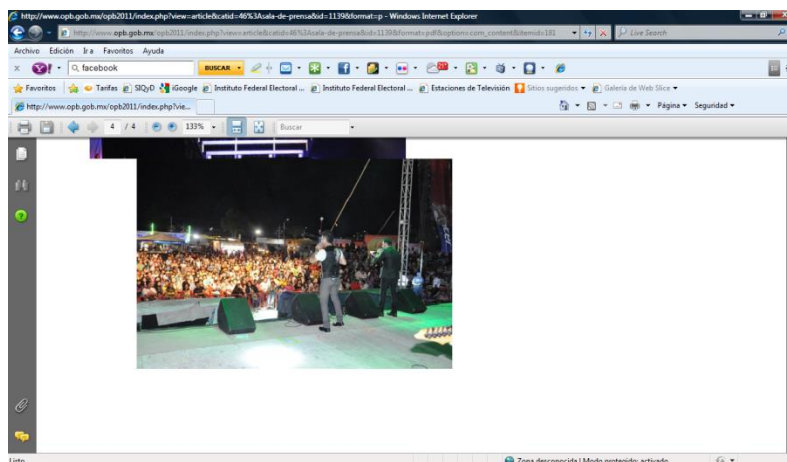 http://www.opb.gob.mx/opb2011/index.php?view=article&catid=46%3Asala-de-prensa&id=1139&format=p - Windows Internet Explorer
http://www.opb.gob.mx/opb2011/index.php?view=article&catid=46%3Asala-de-prensa&id=1139&format=pdf&option=com_content&Itemid=181
Live Search
Archivo Edición Ir a Favoritos Ayuda
facebook BUSCAR
Favoritos Tarifas SIQyD iGoogle Instituto Federal Electoral ... Instituto Federal Electoral ... Estaciones de Televisión Sitios sugeridos Galería de Web Slice
http://www.opb.gob.mx/opb2011/index.php?vie... Página Seguridad
4 / 4 133% Buscar
Listo Zona desconocida | Modo protegido: activado